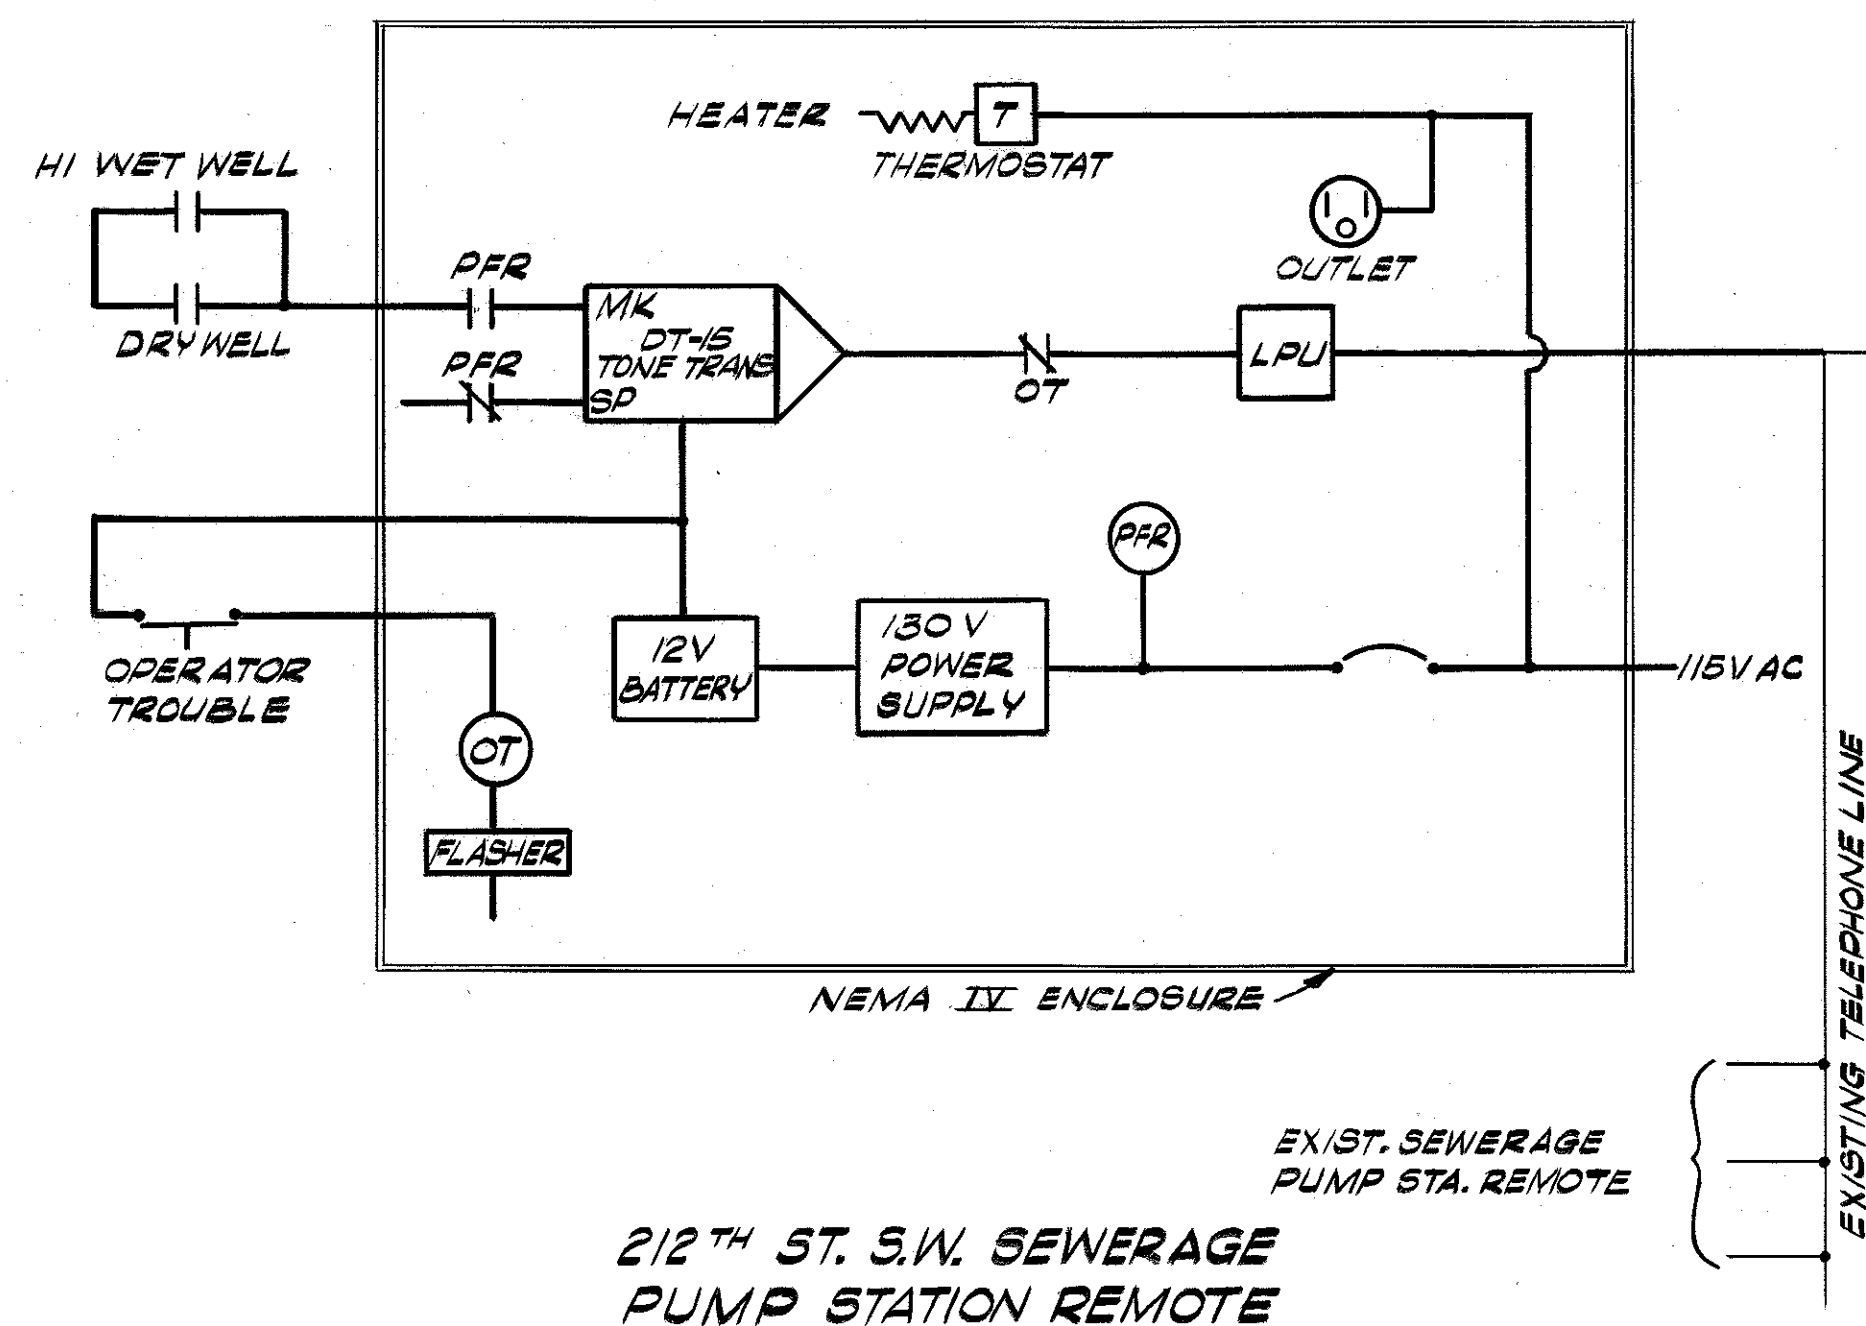 HEATER
T
THERMOSTAT
HI WET WELL
OUTLET
PFR
DRY WELL
MK
DT-15
TONE TRANS
SP
PFR
OT
LPU
PFR
OPERATOR
TROUBLE
12V
BATTERY
130 V
POWER
SUPPLY
115V AC
OT
FLASHER
NEMA IV ENCLOSURE
EXISTING TELEPHONE LINE
EXIST. SEWERAGE
PUMP STA. REMOTE
212TH ST. S.W. SEWERAGE
PUMP STATION REMOTE